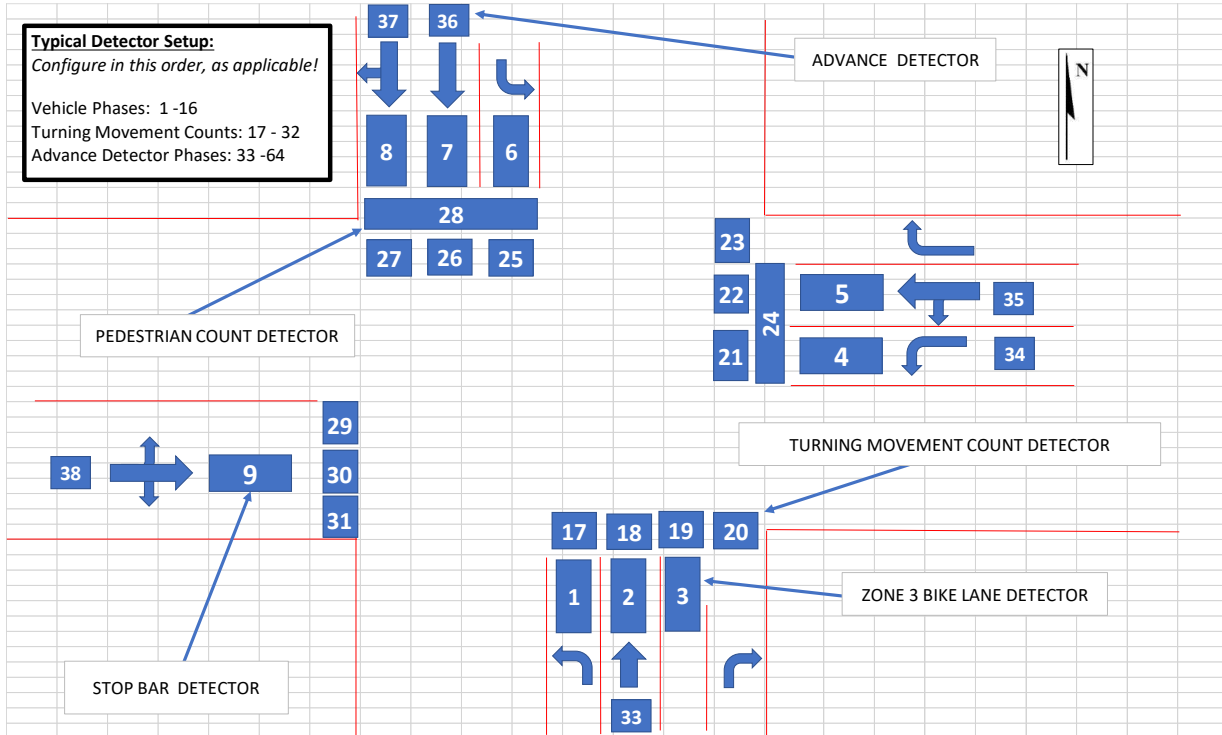 Typical Detector Setup:
Configure in this order, as applicable!
Vehicle Phases: 1 -16
Turning Movement Counts: 17 - 32
Advance Detector Phases: 33 -64
37
36
ADVANCE DETECTOR
N
8
7
6
28
27
26
25
PEDESTRIAN COUNT DETECTOR
23
22
21
24
5
4
35
34
29
30
31
38
9
TURNING MOVEMENT COUNT DETECTOR
17
18
19
20
1
2
3
ZONE 3 BIKE LANE DETECTOR
33
STOP BAR DETECTOR